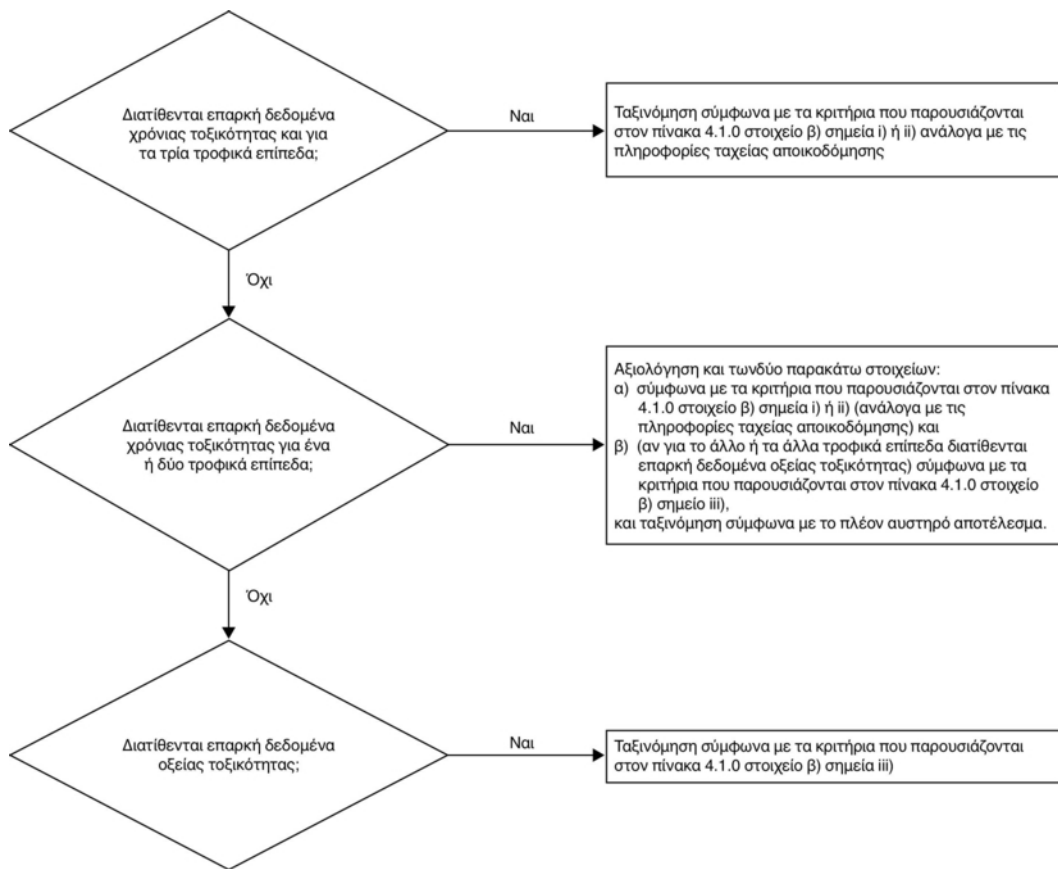 Διατίθενται επαρκή δεδομένα
χρόνιας τοξικότητας και για
τα τρία τροφικά επίπεδα;
Ναι
Ταξινόμηση σύμφωνα με τα κριτήρια που παρουσιάζονται
στον πίνακα 4.1.0 στοιχείο β) σημεία i) ή ii) ανάλογα με τις
πληροφορίες ταχείας αποικοδόμησης
Όχι
Διατίθενται επαρκή δεδομένα
χρόνιας τοξικότητας για ένα
ή δύο τροφικά επίπεδα;
Ναι
Αξιολόγηση και τωνδύο παρακάτω στοιχείων:
α) σύμφωνα με τα κριτήρια που παρουσιάζονται στον πίνακα
4.1.0 στοιχείο β) σημεία i) ή ii) (ανάλογα με τις
πληροφορίες ταχείας αποικοδόμησης) και
β) (αν για το άλλο ή τα άλλα τροφικά επίπεδα διατίθενται
επαρκή δεδομένα οξείας τοξικότητας) σύμφωνα με τα
κριτήρια που παρουσιάζονται στον πίνακα 4.1.0 στοιχείο
β) σημείο iii),
και ταξινόμηση σύμφωνα με το πλέον αυστηρό αποτέλεσμα.
Όχι
Διατίθενται επαρκή δεδομένα
οξείας τοξικότητας;
Ναι
Ταξινόμηση σύμφωνα με τα κριτήρια που παρουσιάζονται
στον πίνακα 4.1.0 στοιχείο β) σημεία iii)